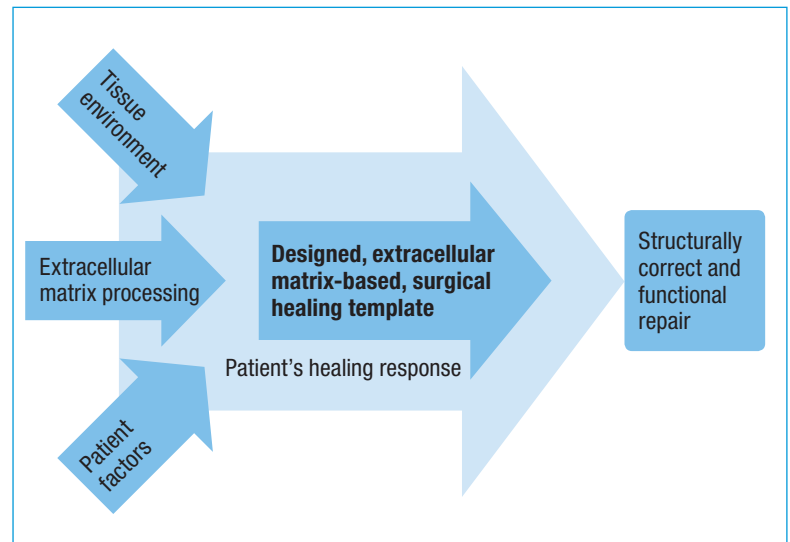 Tissue
environment
Extracellular
matrix processing
Patient
factors
Designed, extracellular
matrix-based, surgical
healing template
Patient’s healing response
Structurally
correct and
functional
repair